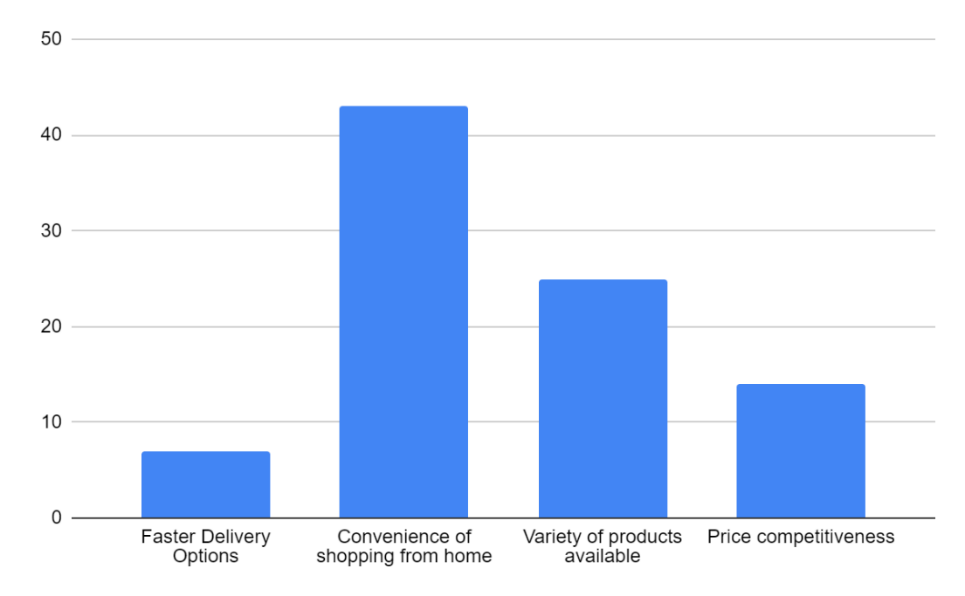 50
40
30
20
10
0
Faster Delivery
Options
Convenience of
shopping from home
Variety of products
available
Price competitiveness